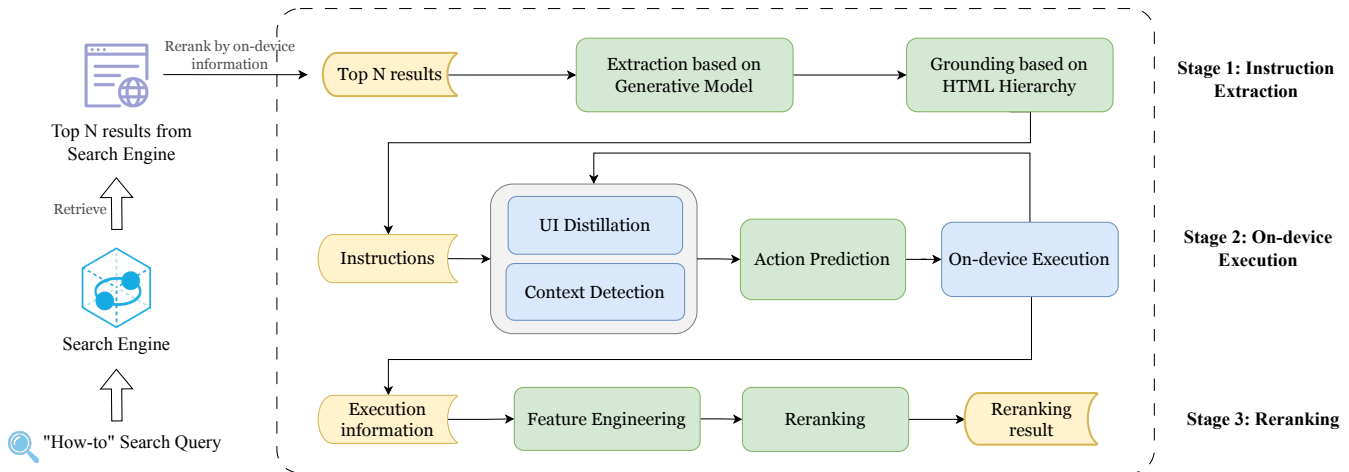 Rerank by on-device
information
Top N results from
Search Engine
Retrieve
Search Engine
"How-to" Search Query
Top N results
Extraction based on
Generative Model
Grounding based on
HTML Hierarchy
Stage 1: Instruction
Extraction
Instructions
UI Distillation
Context Detection
Action Prediction
On-device Execution
Stage 2: On-device
Execution
Execution
information
Feature Engineering
Reranking
Reranking
result
Stage 3: Reranking